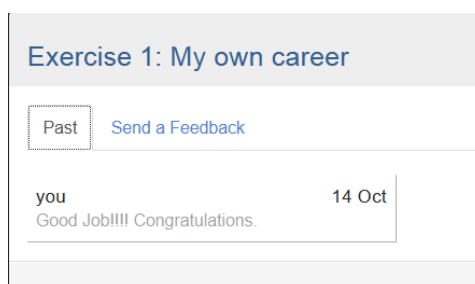 Exercise 1: My own career
Past Send a Feedback
you 14 Oct
Good Job!!!! Congratulations.